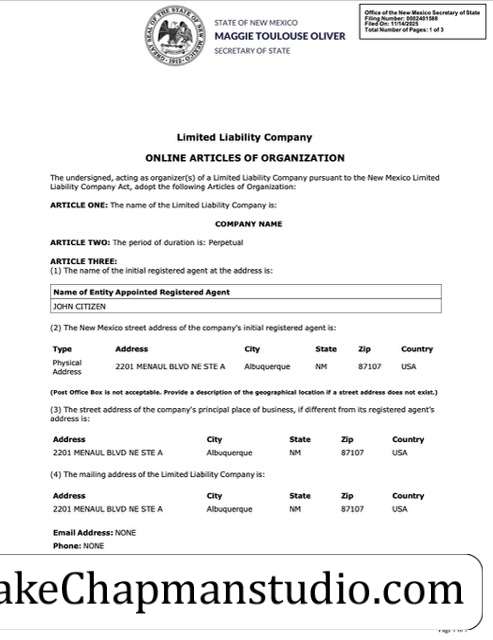 Office of the New Mexico Secretary of State
Filing Number: 0002401588
Filed On: 11/14/2025
Total Number of Pages: 1 of 3
STATE OF NEW MEXICO
MAGGIE TOULOUSE OLIVER
SECRETARY OF STATE
Limited Liability Company
ONLINE ARTICLES OF ORGANIZATION
The undersigned, acting as organizer(s) of a Limited Liability Company pursuant to the New Mexico Limited
Liability Company Act, adopt the following Articles of Organization:
ARTICLE ONE: The name of the Limited Liability Company is:
COMPANY NAME
ARTICLE TWO: The period of duration is: Perpetual
ARTICLE THREE:
(1) The name of the initial registered agent at the address is:
Name of Entity Appointed Registered Agent
JOHN CITIZEN
(2) The New Mexico street address of the company's initial registered agent is:
Type Address City State Zip Country
Physical Address 2201 MENAUL BLVD NE STE A Albuquerque NM 87107 USA
(Post Office Box is not acceptable. Provide a description of the geographical location if a street address does not exist.)
(3) The street address of the company's principal place of business, if different from its registered agent's
address is:
Address City State Zip Country
2201 MENAUL BLVD NE STE A Albuquerque NM 87107 USA
(4) The mailing address of the Limited Liability Company is:
Address City State Zip Country
2201 MENAUL BLVD NE STE A Albuquerque NM 87107 USA
Email Address: NONE
Phone: NONE
akeChapmanstudio.com